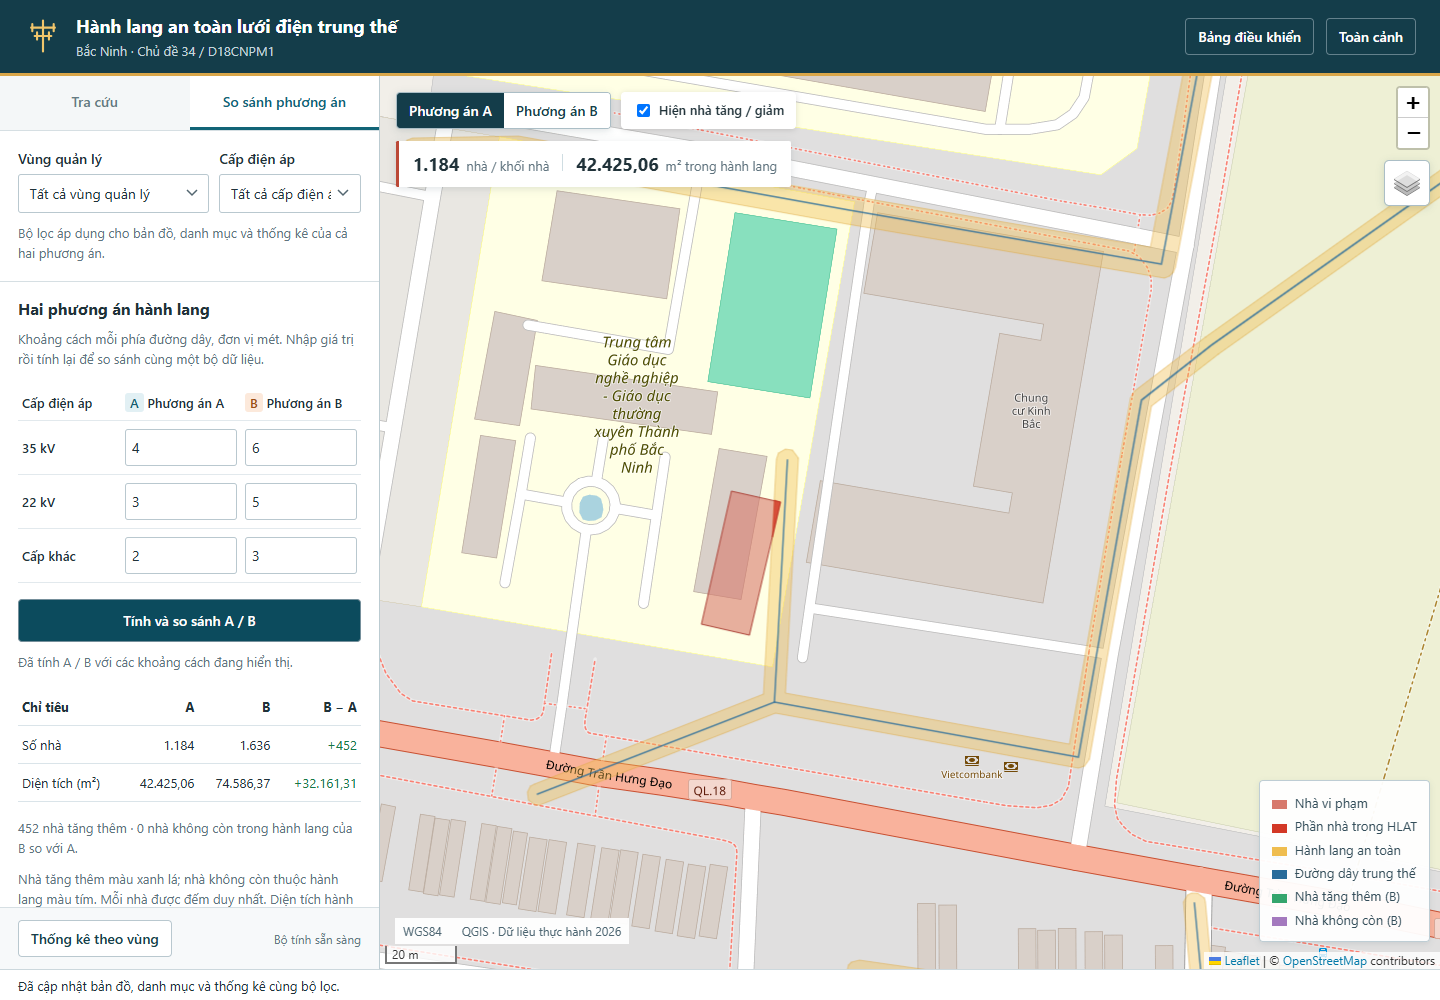 Hành lang an toàn lưới điện trung thế
Bắc Ninh · Chủ đề 34 / D18CNPM1
Bảng điều khiển
Toàn cảnh
Tra cứu
So sánh phương án
Vùng quản lý
Cấp điện áp
Tất cả vùng quản lý
Tất cả cấp điện
Bộ lọc áp dụng cho bản đồ, danh mục và thống kê của cả
hai phương án.
Hai phương án hành lang
Khoảng cách mỗi phía đường dây, đơn vị mét. Nhập giá trị
rồi tính lại để so sánh cùng một bộ dữ liệu.
Cấp điện áp A Phương án A B Phương án B
35 kV 4 6
22 kV 3 5
Cấp khác 2 3
Tính và so sánh A / B
Đã tính A / B với các khoảng cách đang hiển thị.
Chỉ tiêu A B B – A
Số nhà 1.184 1.636 +452
Diện tích (m²) 42.425,06 74.586,37 +32.161,31
452 nhà tăng thêm · 0 nhà không còn trong hành lang của
B so với A.
Nhà tăng thêm màu xanh lá; nhà không còn thuộc hành
lang màu tím. Mỗi nhà được đếm duy nhất. Diện tích hành
Thống kê theo vùng
Bộ tính sẵn sàng
Đã cập nhật bản đồ, danh mục và thống kê cùng bộ lọc.
Phương án A
Phương án B
Hiện nhà tăng / giảm
1.184 nhà / khối nhà
42.425,06 m² trong hành lang
+
−
Trung tâm
Giáo dục
nghề nghiệp
- Giáo dục
thường
xuyên Thành
phố Bắc
Ninh
Chung
cư Kinh
Bắc
Vietcombank
Đường Trần Hưng Đạo
QL.18
Đường
Nhà vi phạm
Phần nhà trong HLAT
Hành lang an toàn
Đường dây trung thế
Nhà tăng thêm (B)
Nhà không còn (B)
WGS84
QGIS · Dữ liệu thực hành 2026
20 m
Leaflet | © OpenStreetMap contributors